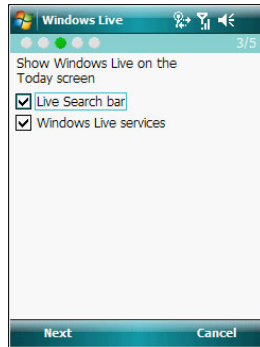 Windows Live
3/5
Show Windows Live on the
Today screen
Live Search bar
Windows Live services
Next Cancel